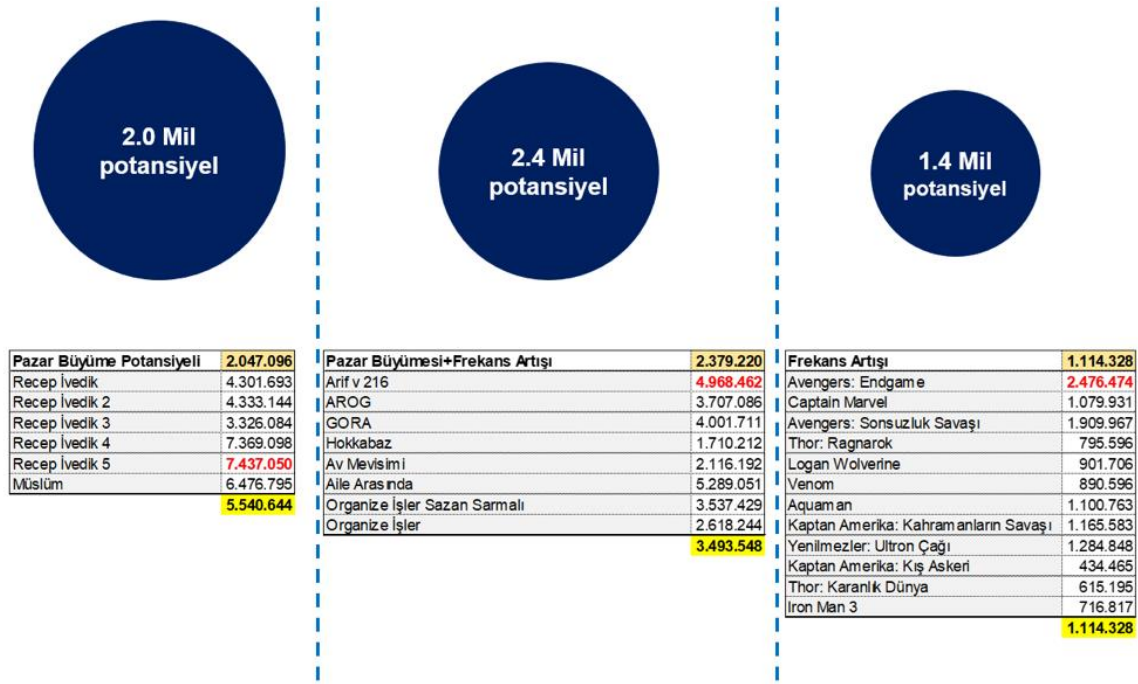 2.0 Mil
potansiyel
2.4 Mil
potansiyel
1.4 Mil
potansiyel
Pazar Büyüme Potansiyeli 2.047.096
Recep İvedik 4.301.693
Recep İvedik 2 4.333.144
Recep İvedik 3 3.326.084
Recep İvedik 4 7.369.098
Recep İvedik 5 7.437.050
Müslüm 6.476.795
5.540.644
Pazar Büyümesi+Frekans Artışı 2.379.220
Arif v 216 4.968.462
AROG 3.707.086
GORA 4.001.711
Hokkabaz 1.710.212
Av Mevisimi 2.116.192
Aile Arasında 5.289.051
Organize İşler Sazan Sarmalı 3.537.429
Organize İşler 2.618.244
3.493.548
Frekans Artışı 1.114.328
Avengers: Endgame 2.476.474
Captain Marvel 1.079.931
Avengers: Sonsuzluk Savaşı 1.909.967
Thor: Ragnarok 795.596
Logan Wolverine 901.706
Venom 890.596
Aquaman 1.100.763
Kaptan Amerika: Kahramanların Savaşı 1.165.583
Yenilmezler: Ultron Çağı 1.284.848
Kaptan Amerika: Kış Askeri 434.465
Thor: Karanlık Dünya 615.195
Iron Man 3 716.817
1.114.328